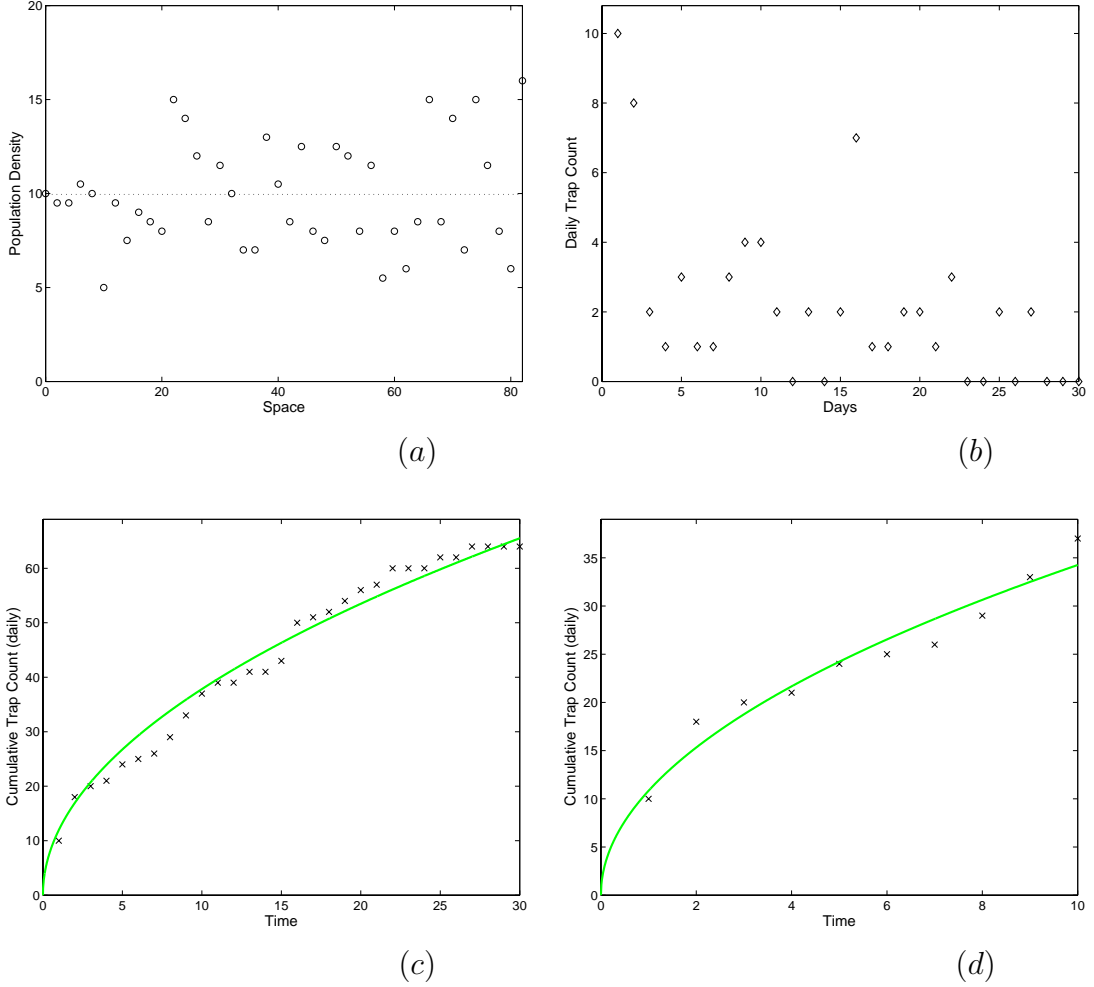 20
15
10
5
0
0 20 40 60 80
Population Density
Space
(a)
10
8
6
4
2
0
0 5 10 15 20 25 30
Daily Trap Count
Days
(b)
60
50
40
30
20
10
0
0 5 10 15 20 25 30
Cumulative Trap Count (daily)
Time
(c)
35
30
25
20
15
10
5
0
0 2 4 6 8 10
Cumulative Trap Count (daily)
Time
(d)